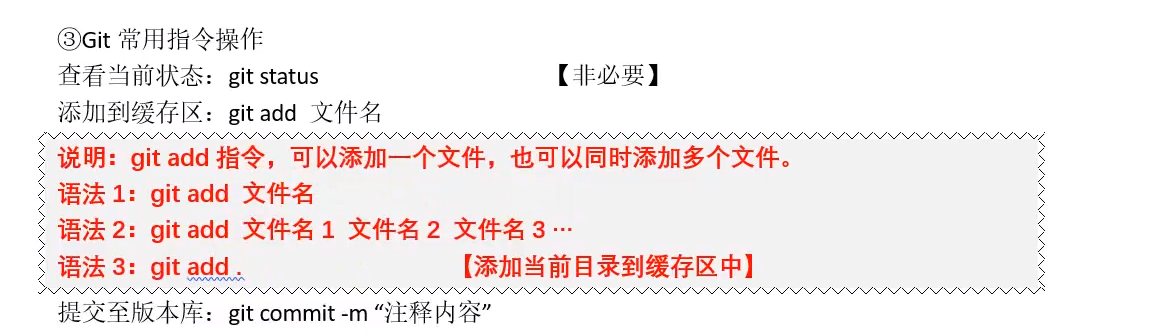 ③Git 常用指令操作
查看当前状态：git status 【非必要】
添加到缓存区：git add 文件名
说明：git add 指令，可以添加一个文件，也可以同时添加多个文件。
语法 1：git add 文件名
语法 2：git add 文件名 1 文件名 2 文件名 3 …
语法 3：git add . 【添加当前目录到缓存区中】
提交至版本库：git commit -m “注释内容”